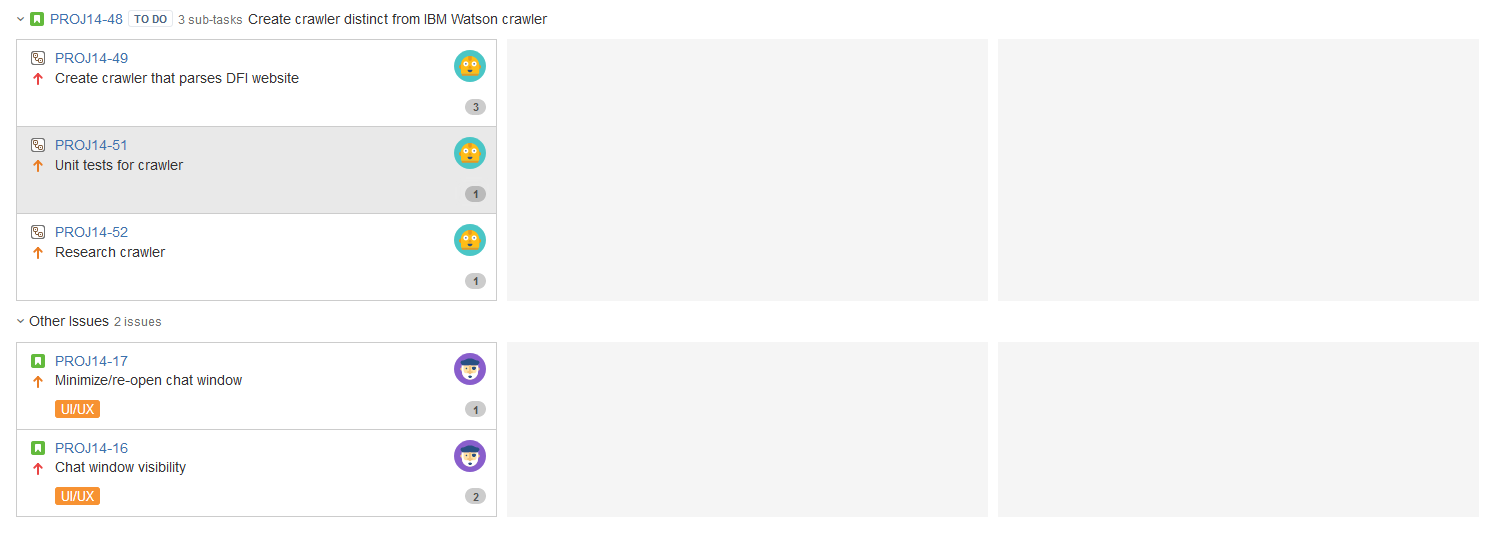 PROJ14-48 TO DO 3 sub-tasks Create crawler distinct from IBM Watson crawler
PROJ14-49
Create crawler that parses DFI website
3
PROJ14-51
Unit tests for crawler
1
PROJ14-52
Research crawler
1
Other Issues 2 issues
PROJ14-17
Minimize/re-open chat window
UI/UX 1
PROJ14-16
Chat window visibility
UI/UX 2